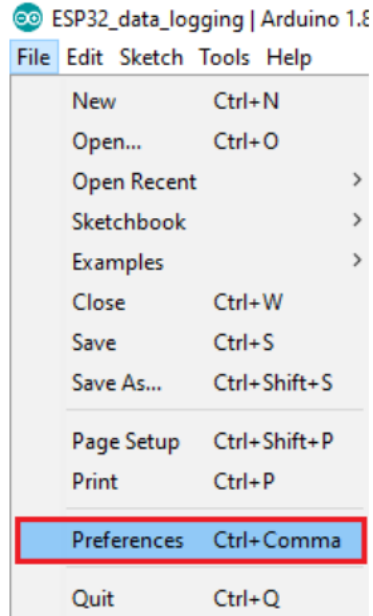 ESP32_data_logging | Arduino 1.8
File Edit Sketch Tools Help
New Ctrl+N
Open... Ctrl+O
Open Recent
Sketchbook
Examples
Close Ctrl+W
Save Ctrl+S
Save As... Ctrl+Shift+S
Page Setup Ctrl+Shift+P
Print Ctrl+P
Preferences Ctrl+Comma
Quit Ctrl+Q